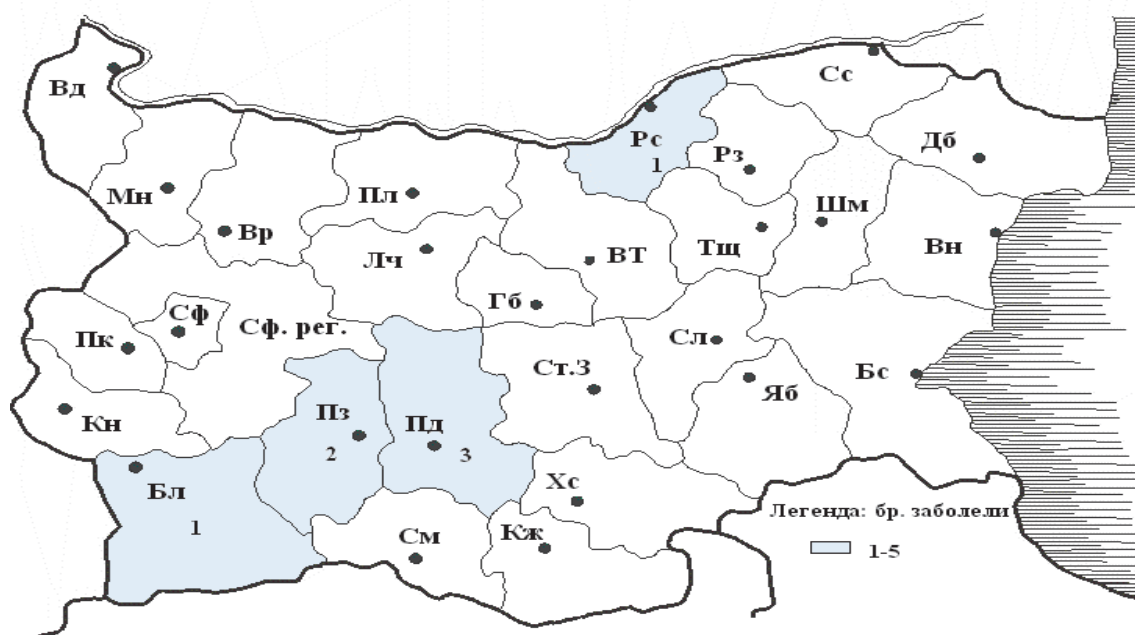 Вд
Сс
Рс
1
Рз
Дб
Мн
Пл
Шм
Вр
Тщ
Вн
Лч
ВТ
Гб
Сф
Сф. рег.
Пк
Сл
Ст.З
Бс
Яб
Кн
Пз
2
Пд
3
Бл
1
Хс
См
Кж
Легенда: бр. заболели
1-5